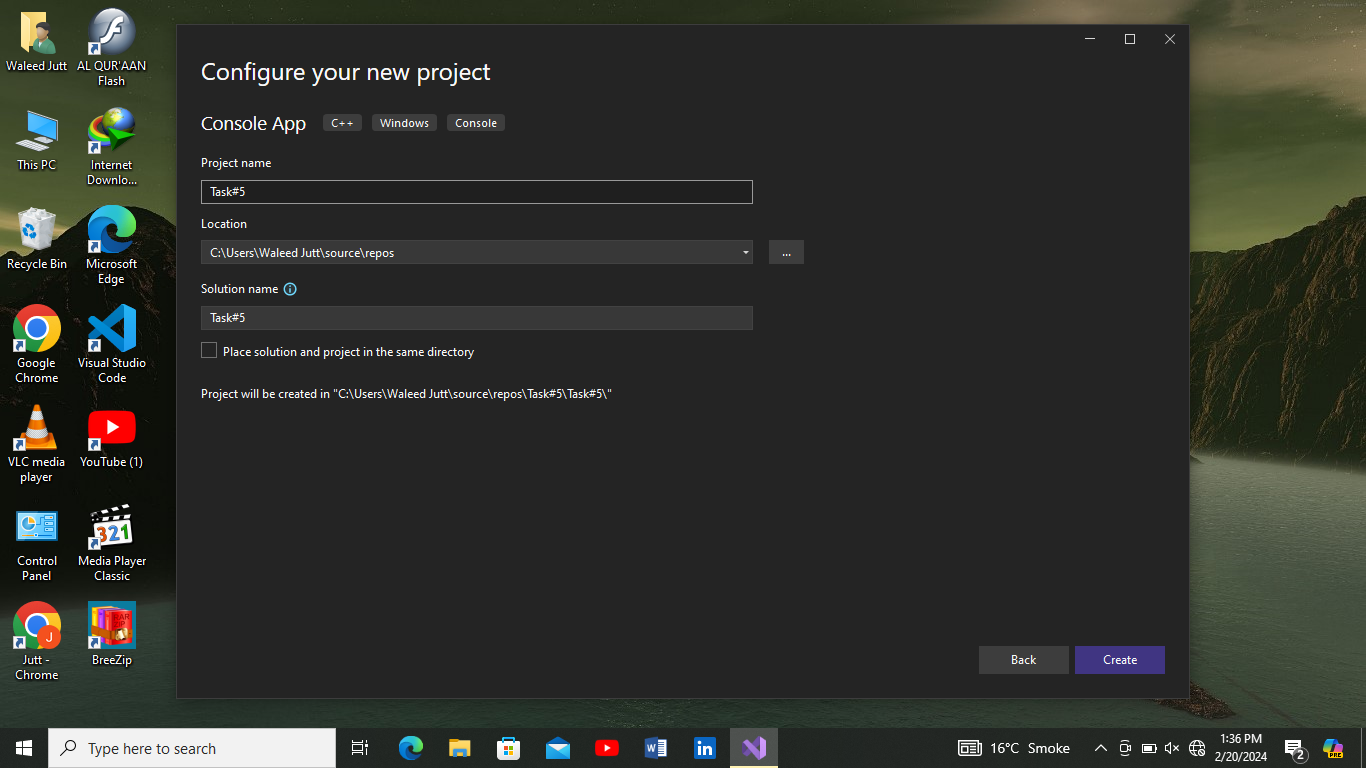 Waleed Jutt
AL QUR'AAN
Flash
This PC
Internet
Downlo...
Recycle Bin
Microsoft
Edge
Google
Chrome
Visual Studio
Code
VLC media
player
YouTube (1)
Control
Panel
321
Media Player
Classic
J
Jutt -
Chrome
BreeZip
Configure your new project
Console App
C++ Windows Console
Project name
Task#5
Location
C:\Users\Waleed Jutt\source\repos
...
Solution name
Task#5
Place solution and project in the same directory
Project will be created in "C:\Users\Waleed Jutt\source\repos\Task#5\Task#5\"
Back Create
Type here to search
16°C Smoke
1:36 PM
2/20/2024
2
PRE